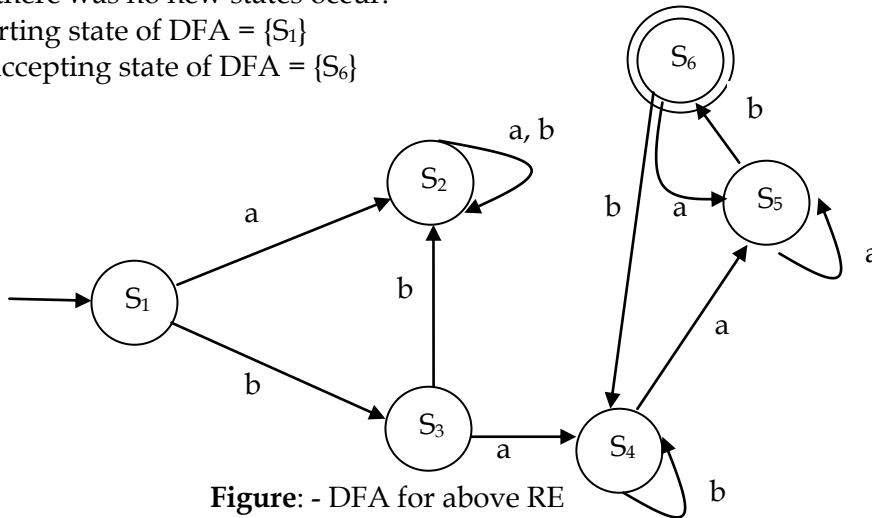 there was no new states occur.
rting state of DFA = {S₁}
ccepting state of DFA = {S₆}
S₆
b
a, b
S₂
S₅
a
b
a
a
S₁
b
a
b
S₃
S₄
a
b
Figure: - DFA for above RE